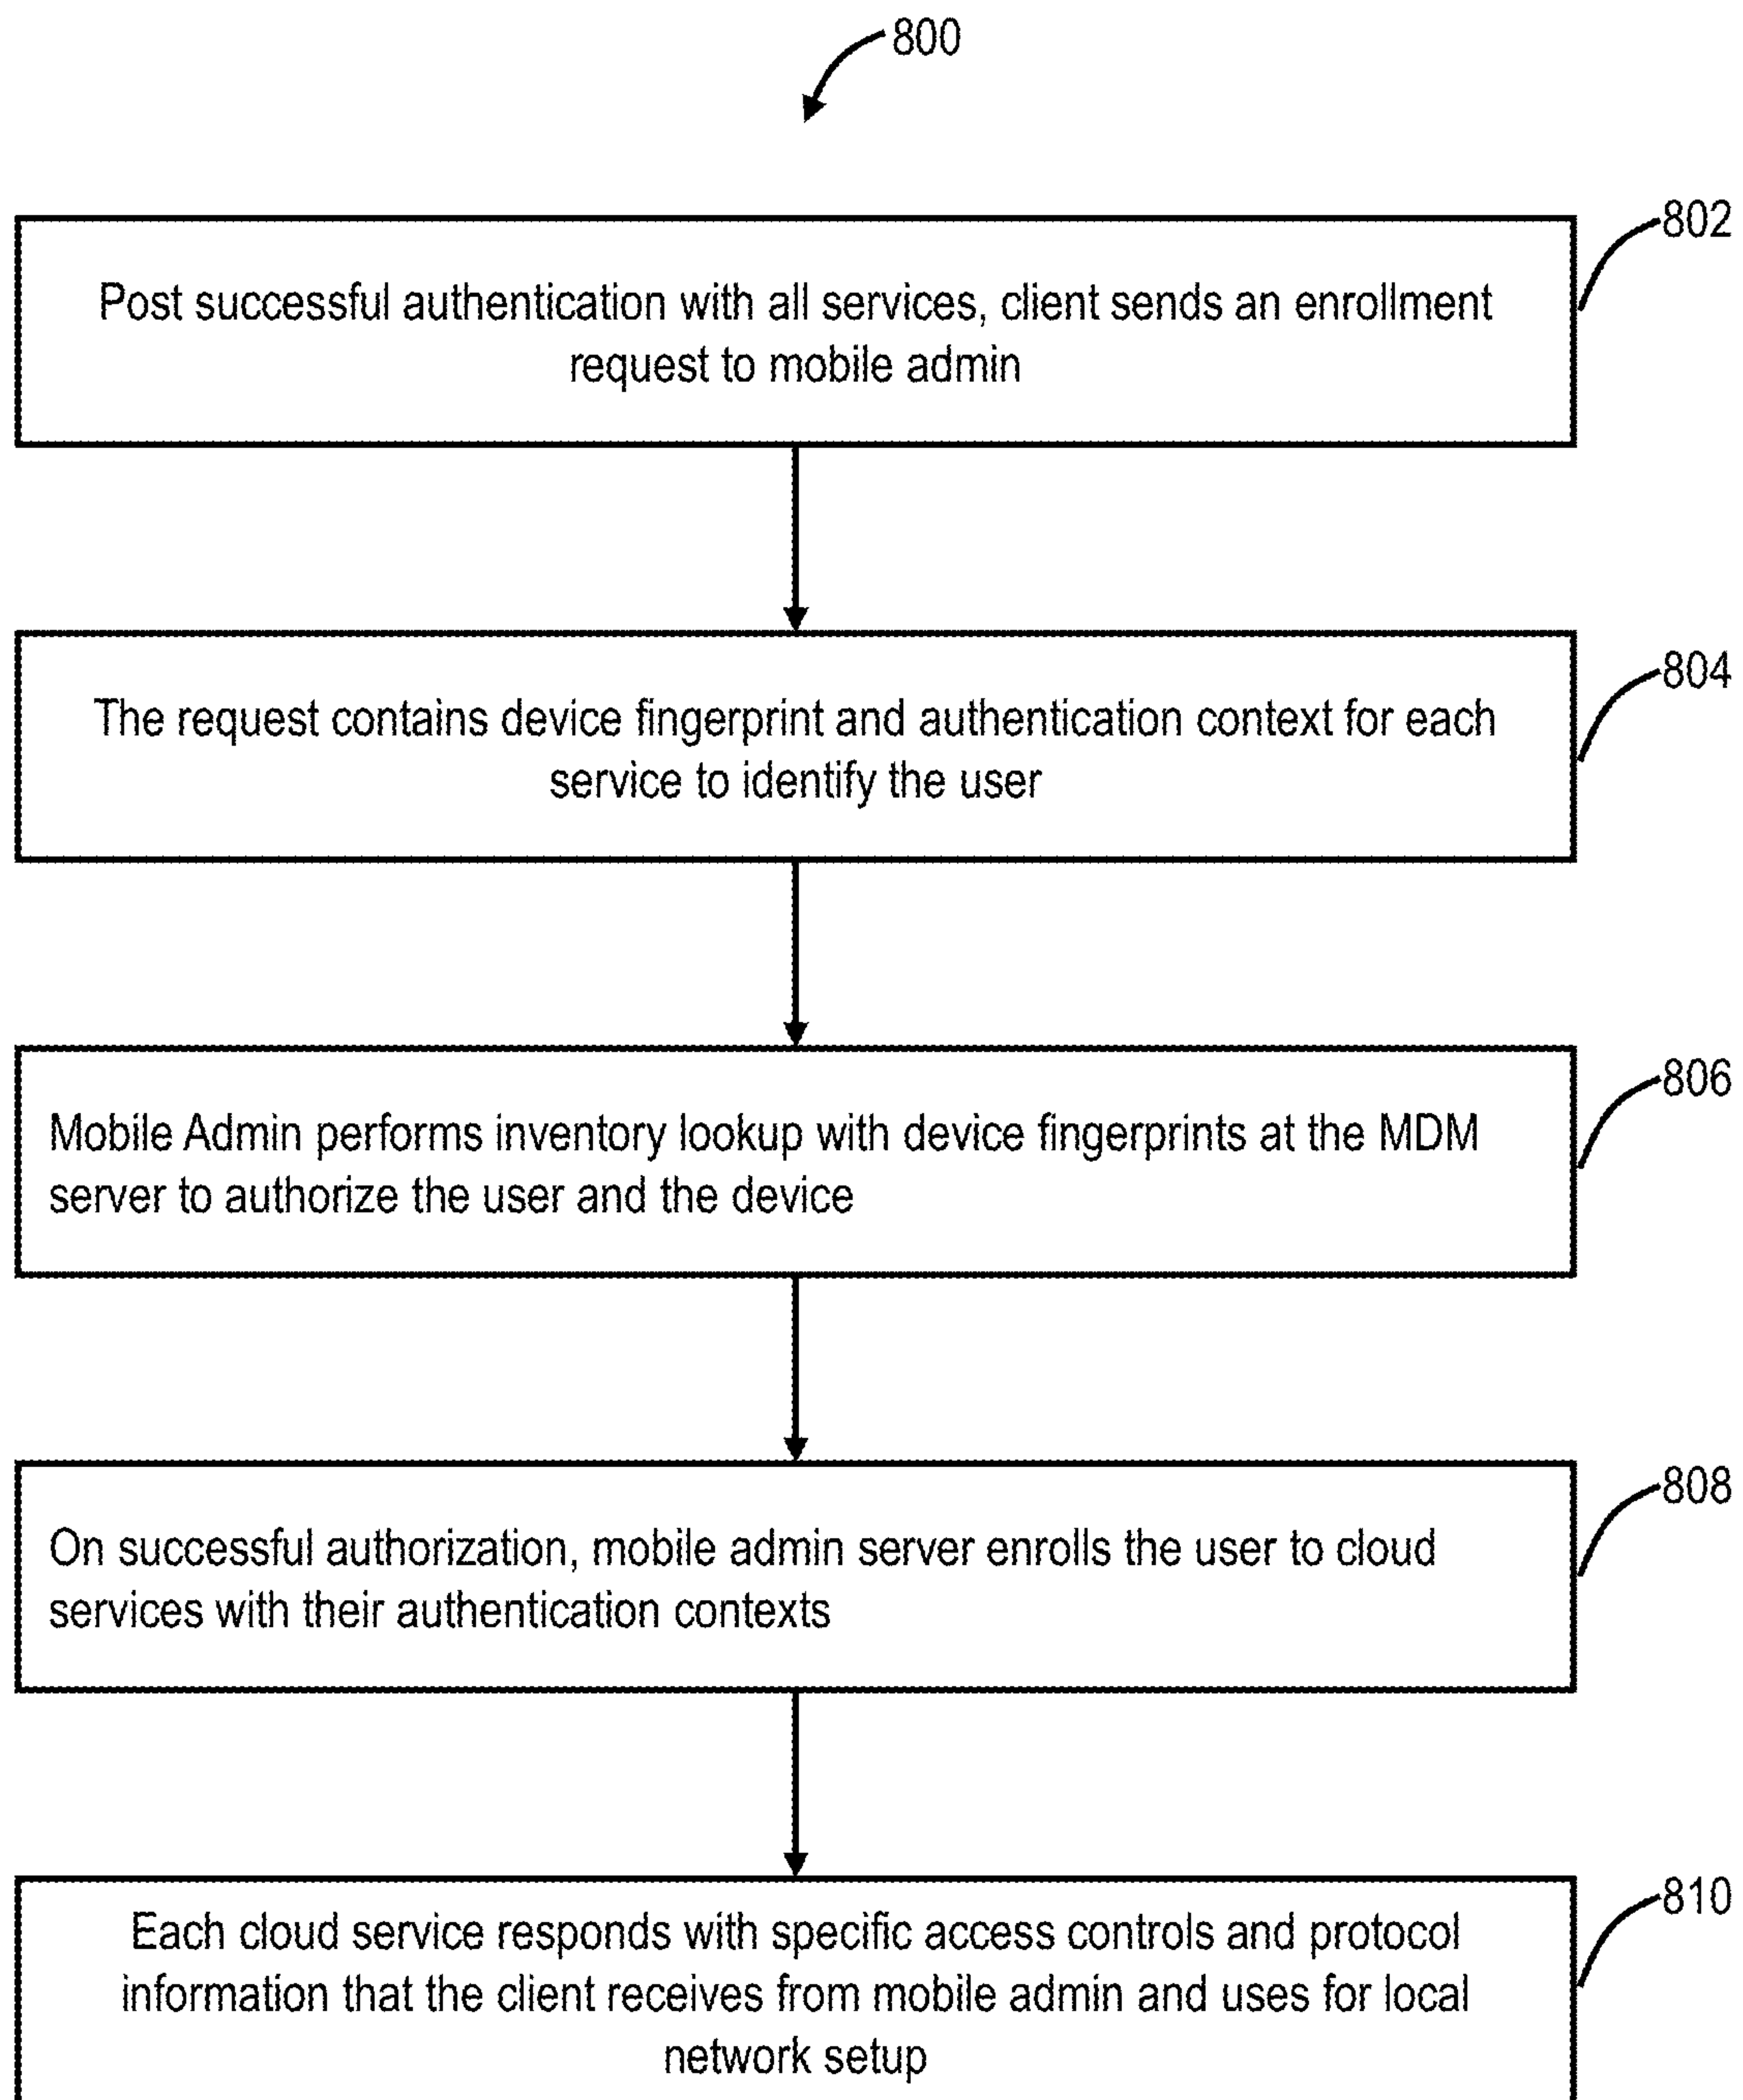 800
802
Post successful authentication with all services, client sends an enrollment
request to mobile admin
804
The request contains device fingerprint and authentication context for each
service to identify the user
806
Mobile Admin performs inventory lookup with device fingerprints at the MDM
server to authorize the user and the device
808
On successful authorization, mobile admin server enrolls the user to cloud
services with their authentication contexts
810
Each cloud service responds with specific access controls and protocol
information that the client receives from mobile admin and uses for local
network setup